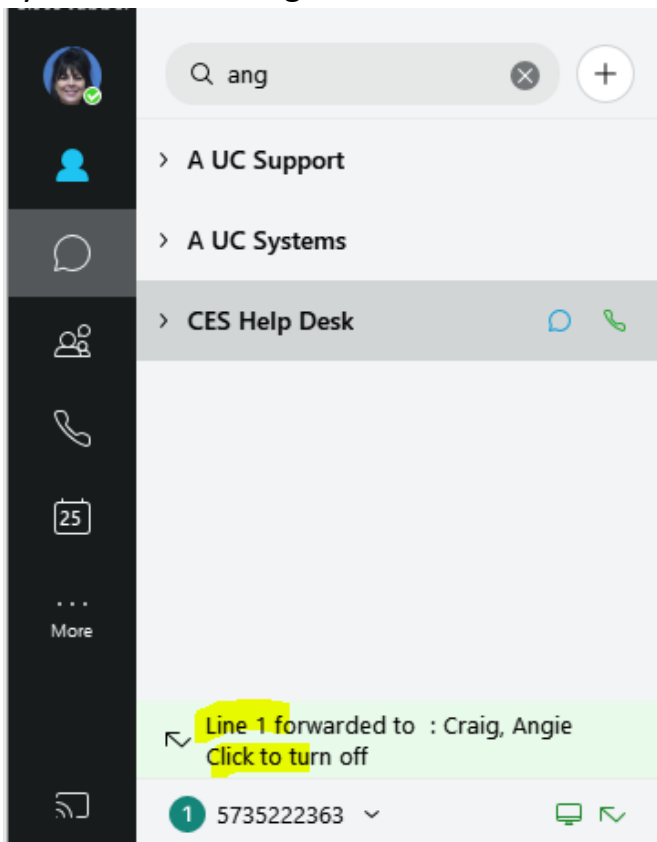 ang
A UC Support
A UC Systems
CES Help Desk
25
...
More
Line 1 forwarded to : Craig, Angie
Click to turn off
1 5735222363